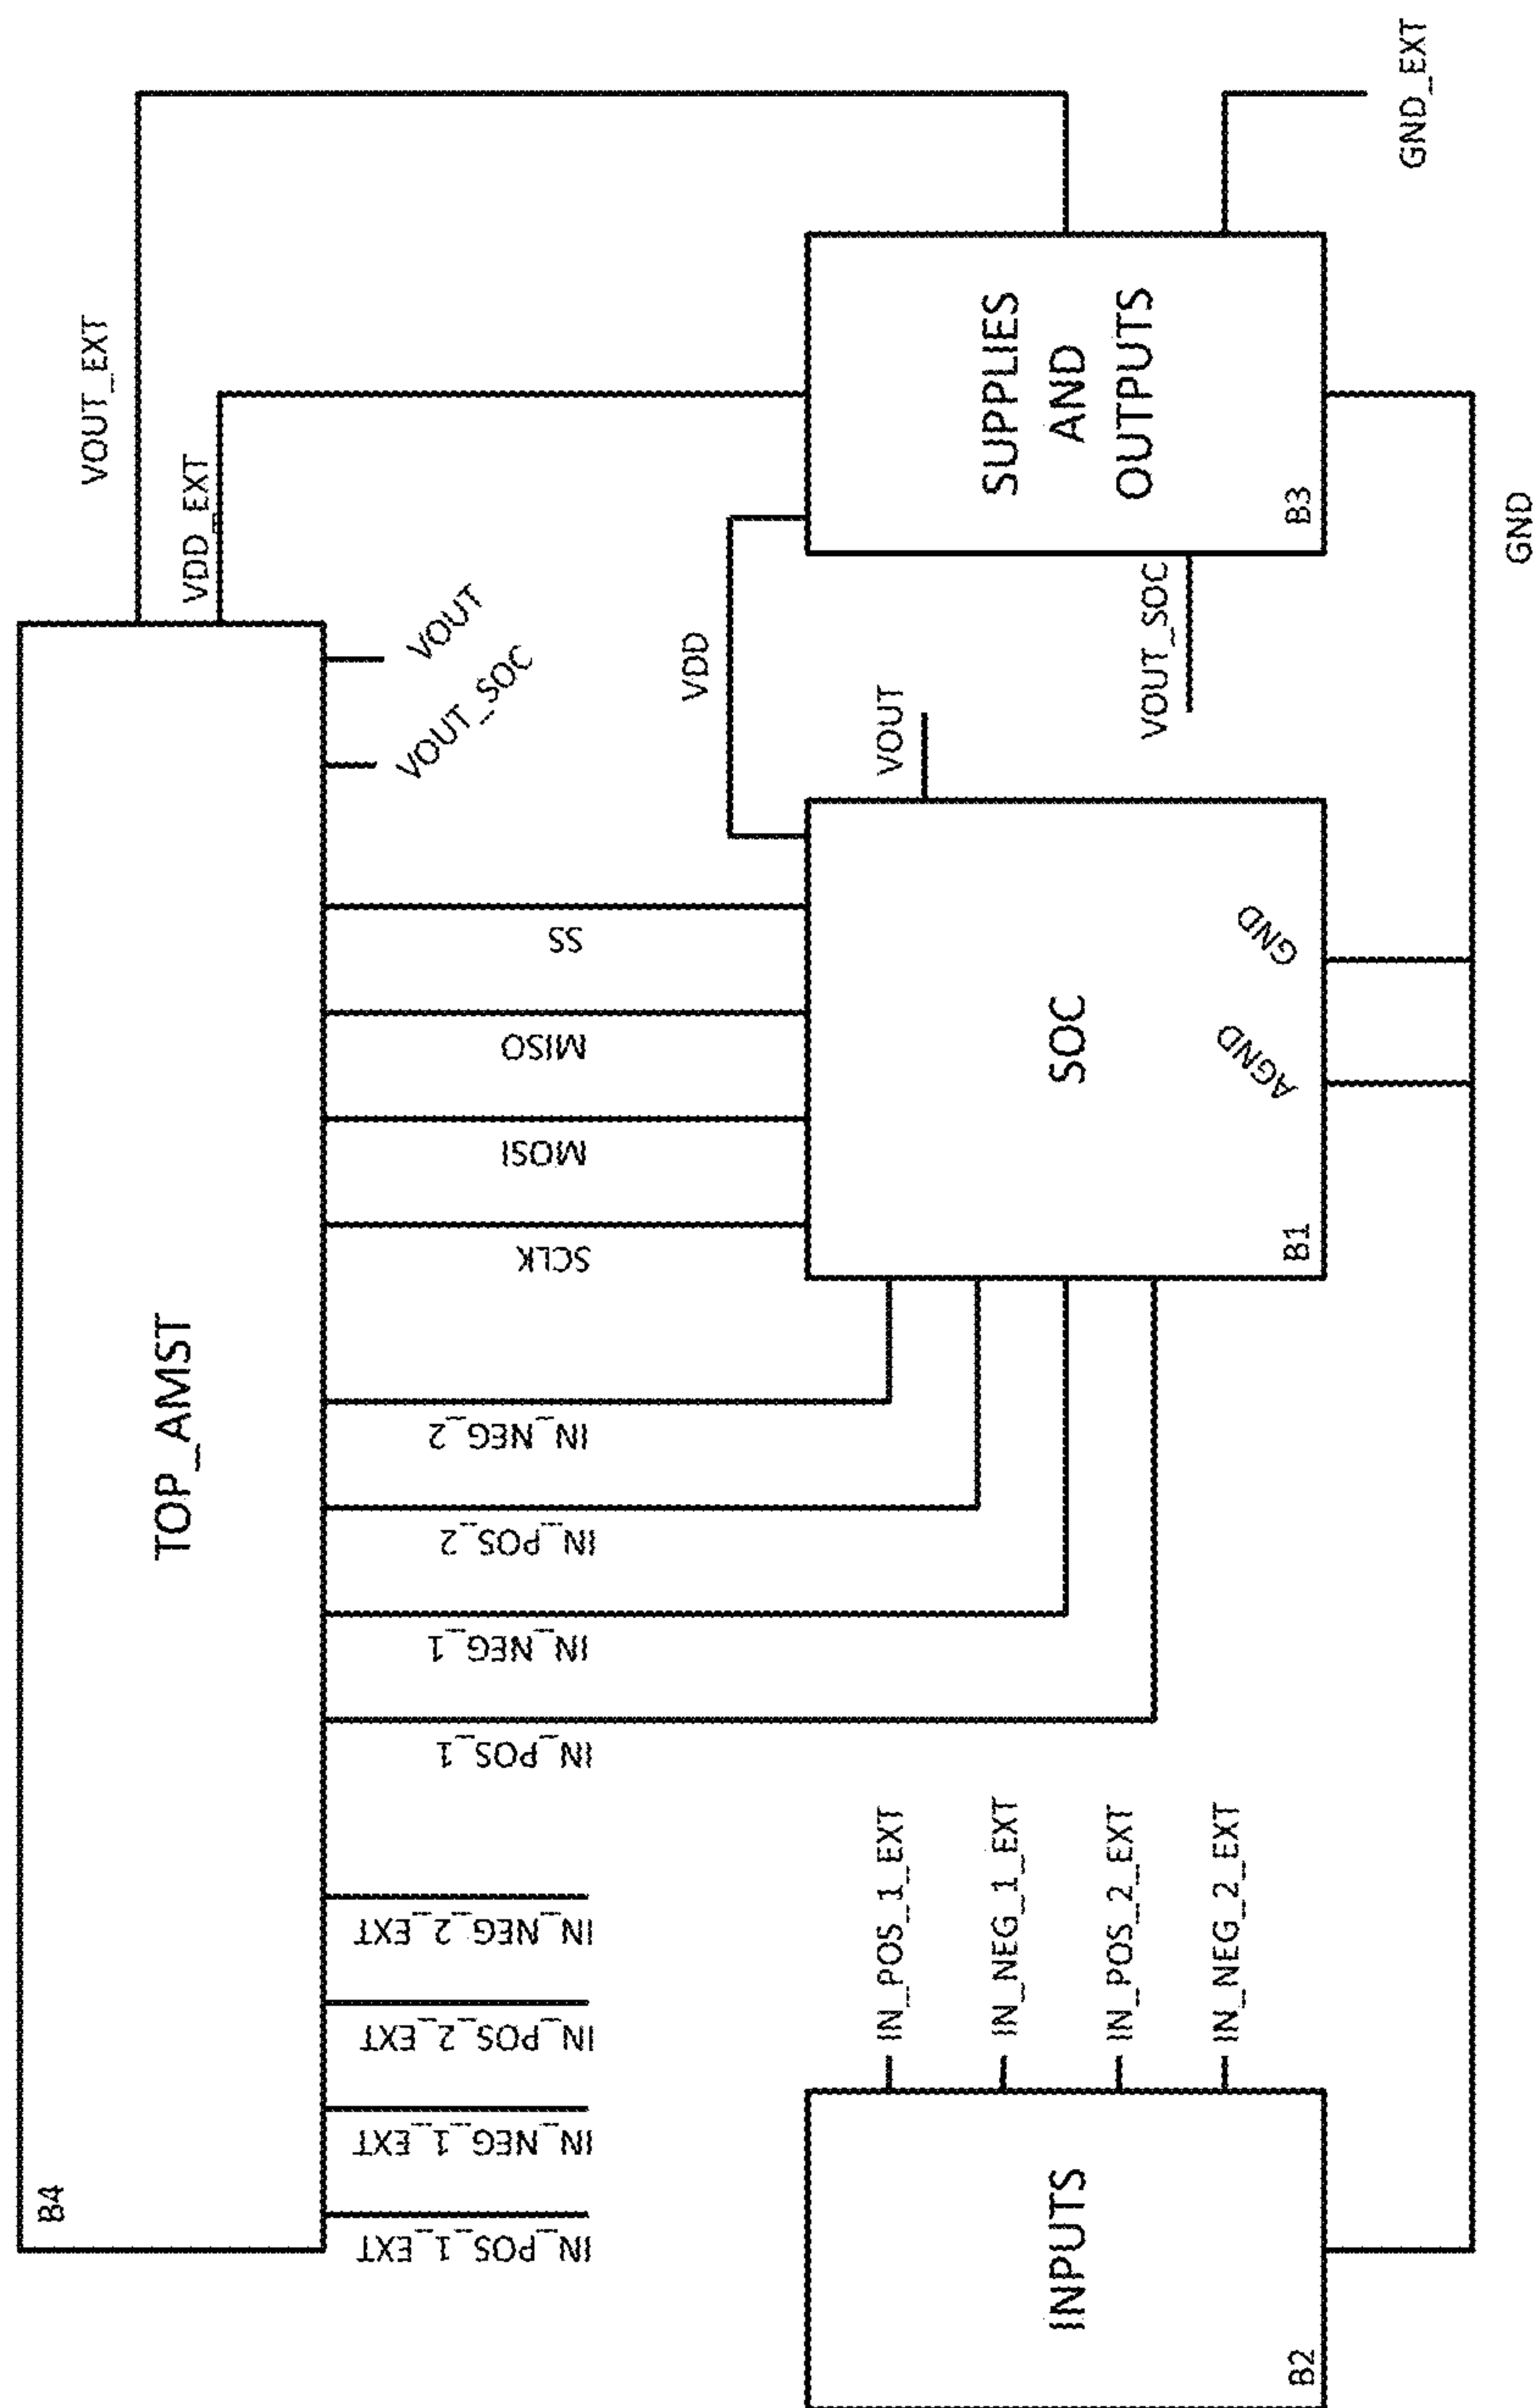 B4
TOP_AMST
VOUT_EXT
VDD_EXT
IN_POS_1_EXT
IN_NEG_1_EXT
IN_POS_2_EXT
IN_NEG_2_EXT
IN_POS_1
IN_NEG_1
IN_POS_2
IN_NEG_2
SCLK
MOSI
MISO
SS
VOUT_SOC
VOUT
VDD
INPUTS
B2
IN_POS_1_EXT
IN_NEG_1_EXT
IN_POS_2_EXT
IN_NEG_2_EXT
SOC
B1
AGND
GND
VOUT
VOUT_SOC
SUPPLIES
AND
OUTPUTS
B3
GND_EXT
GND